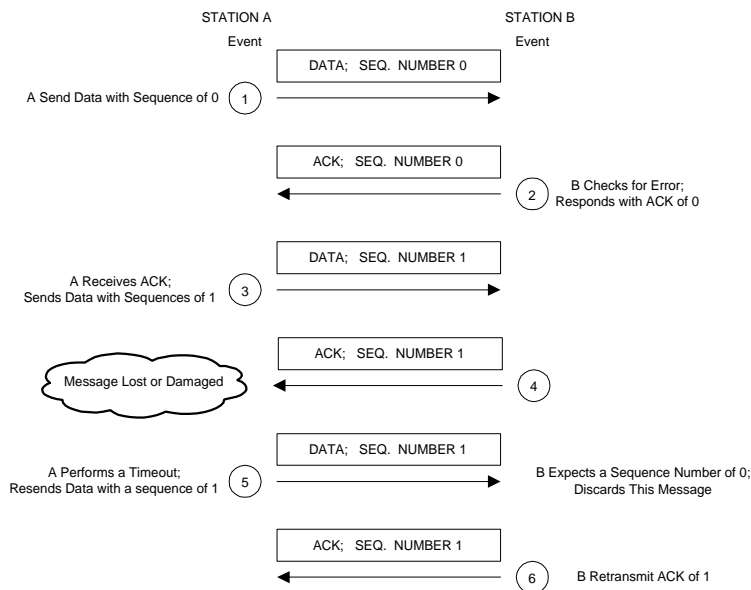 STATION A
STATION B
Event
Event
DATA; SEQ. NUMBER 0
A Send Data with Sequence of 0
1
ACK; SEQ. NUMBER 0
2
B Checks for Error;
Responds with ACK of 0
DATA; SEQ. NUMBER 1
A Receives ACK;
Sends Data with Sequences of 1
3
ACK; SEQ. NUMBER 1
Message Lost or Damaged
4
DATA; SEQ. NUMBER 1
A Performs a Timeout;
Resends Data with a sequence of 1
5
B Expects a Sequence Number of 0;
Discards This Message
ACK; SEQ. NUMBER 1
6
B Retransmit ACK of 1